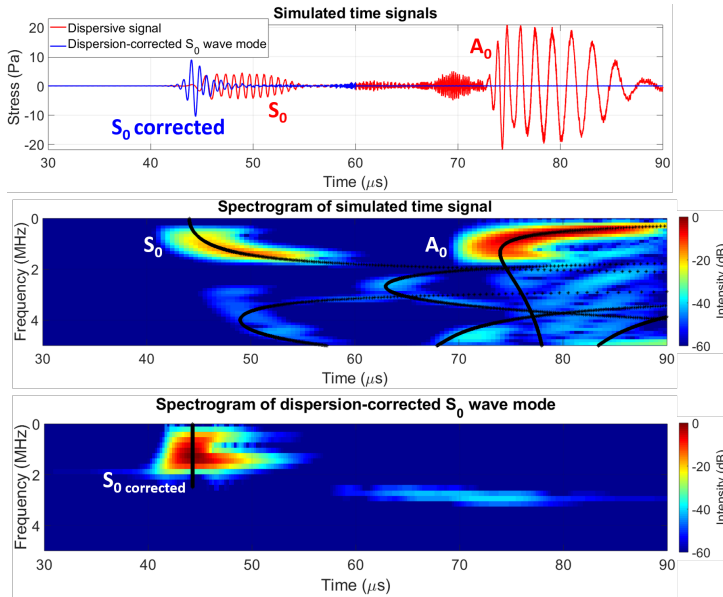 Simulated time signals
Dispersive signal
Dispersion-corrected S0 wave mode
Stress (Pa)
20
10
0
-10
-20
A0
S0
S0 corrected
30 40 50 60 70 80 90
Time (μs)
Spectrogram of simulated time signal
Frequency (MHz)
0
2
4
S0
A0
30 40 50 60 70 80 90
Time (μs)
0
-20
-40
-60
Intensity (dB)
Spectrogram of dispersion-corrected S0 wave mode
Frequency (MHz)
0
2
4
S0 corrected
30 40 50 60 70 80 90
Time (μs)
0
-20
-40
-60
Intensity (dB)